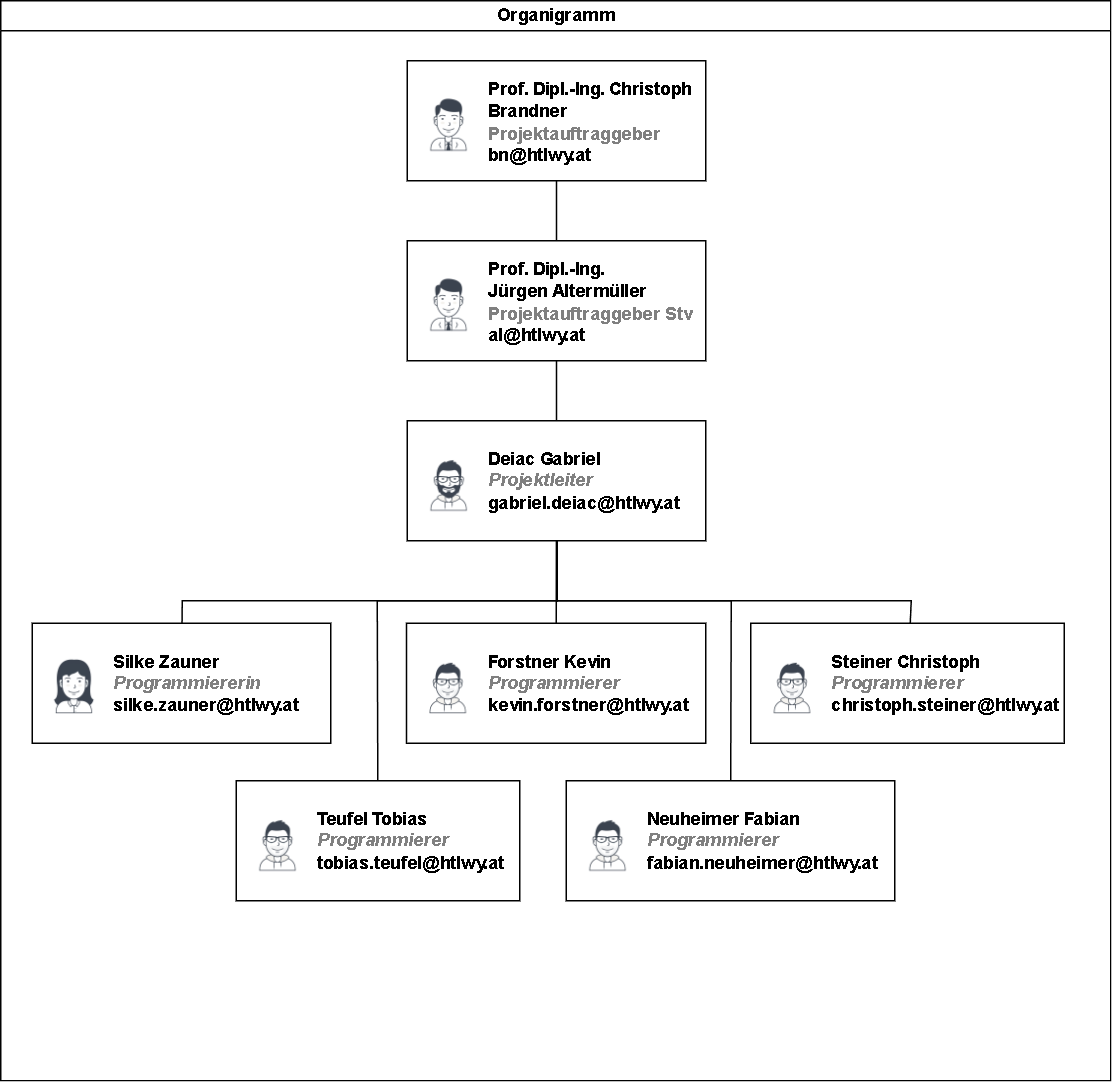 Organigramm
Prof. Dipl.-Ing. Christoph
Brandner
Projektauftraggeber
bn@htlwy.at
Prof. Dipl.-Ing.
Jürgen Altermüller
Projektauftraggeber Stv
al@htlwy.at
Deiac Gabriel
Projektleiter
gabriel.deiac@htlwy.at
Silke Zauner
Programmiererin
silke.zauner@htlwy.at
Forstner Kevin
Programmierer
kevin.forstner@htlwy.at
Steiner Christoph
Programmierer
christoph.steiner@htlwy.at
Teufel Tobias
Programmierer
tobias.teufel@htlwy.at
Neuheimer Fabian
Programmierer
fabian.neuheimer@htlwy.at